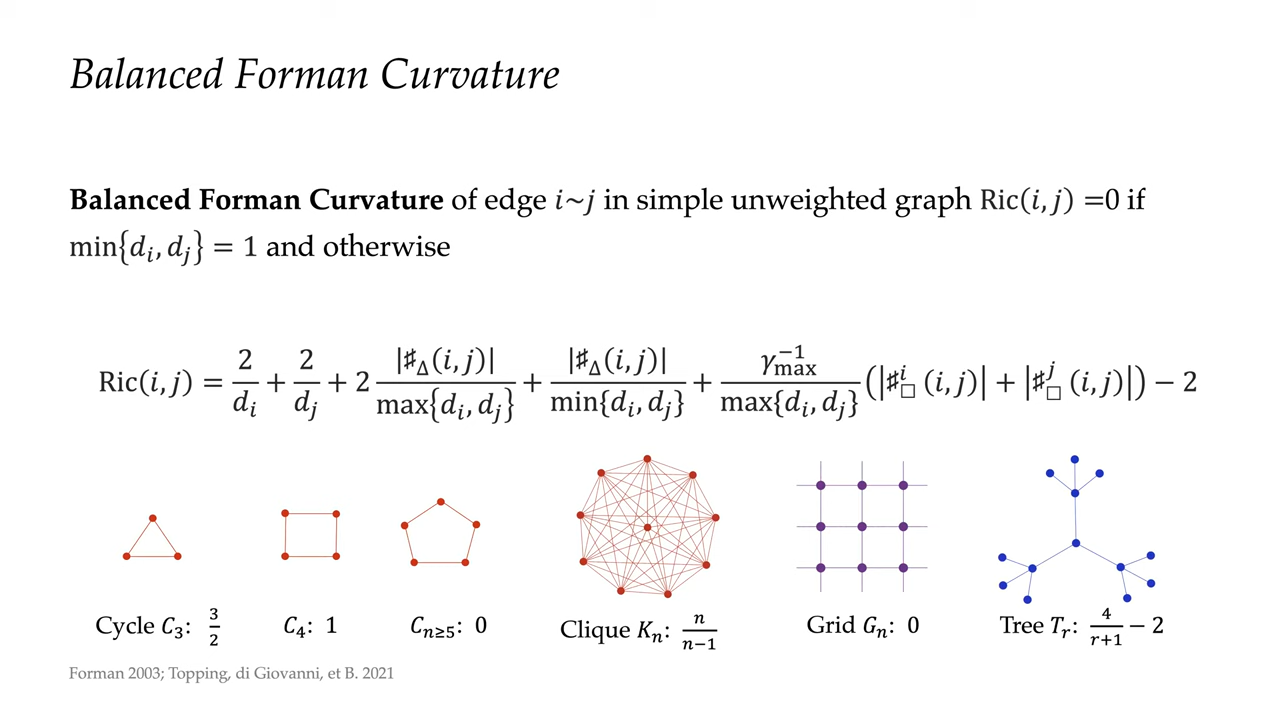 Balanced Forman Curvature
Balanced Forman Curvature of edge i~j in simple unweighted graph Ric(i, j) =0 if
min{d_i, d_j} = 1 and otherwise
Ric(i, j) = 2/d_i + 2/d_j + 2 |♯_Δ(i, j)|/max{d_i, d_j} + |♯_Δ(i, j)|/min{d_i, d_j} + γ_max^{-1}/max{d_i, d_j} (|♯_□^i (i, j)| + |♯_□^j (i, j)|) − 2
Cycle C_3: 3/2 C_4: 1 C_{n≥5}: 0 Clique K_n: n/(n−1) Grid G_n: 0 Tree T_r: 4/(r+1) − 2
Forman 2003; Topping, di Giovanni, et B. 2021